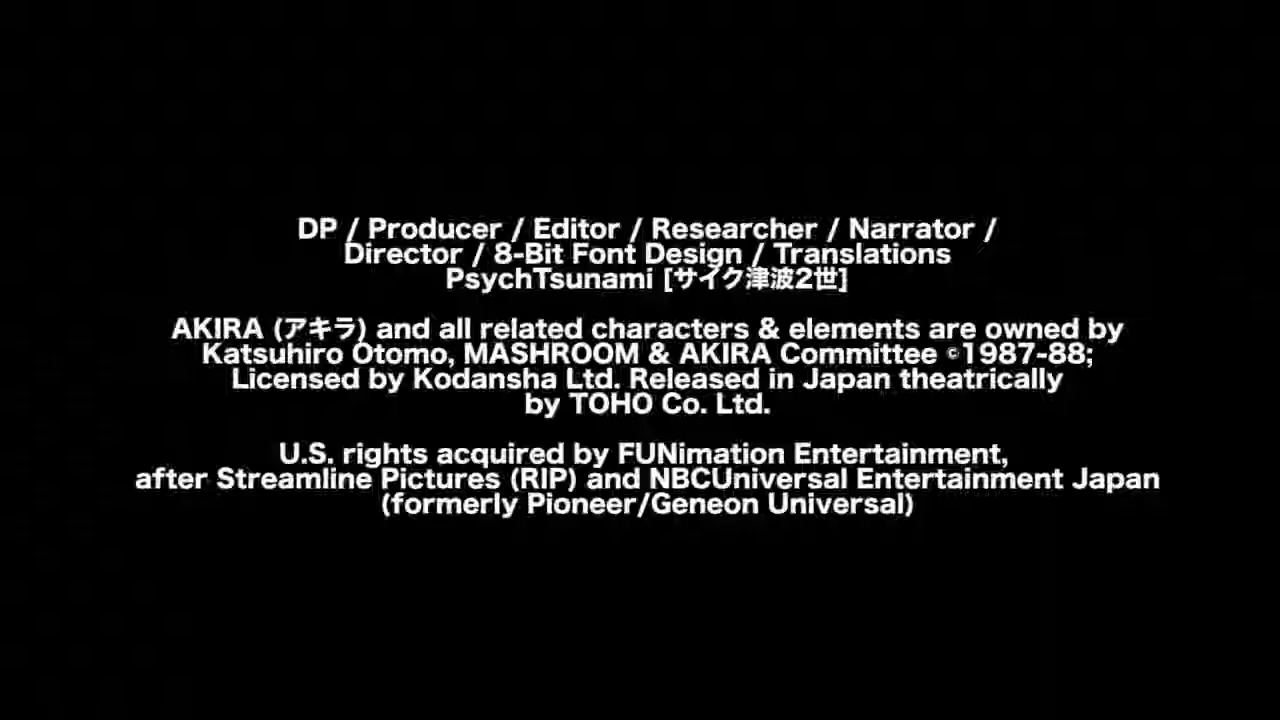 DP / Producer / Editor / Researcher / Narrator /
Director / 8-Bit Font Design / Translations
PsychTsunami [サイク津波2世]
AKIRA (アキラ) and all related characters & elements are owned by
Katsuhiro Otomo, MASHROOM & AKIRA Committee ©1987-88;
Licensed by Kodansha Ltd. Released in Japan theatrically
by TOHO Co. Ltd.
U.S. rights acquired by FUNimation Entertainment,
after Streamline Pictures (RIP) and NBCUniversal Entertainment Japan
(formerly Pioneer/Geneon Universal)